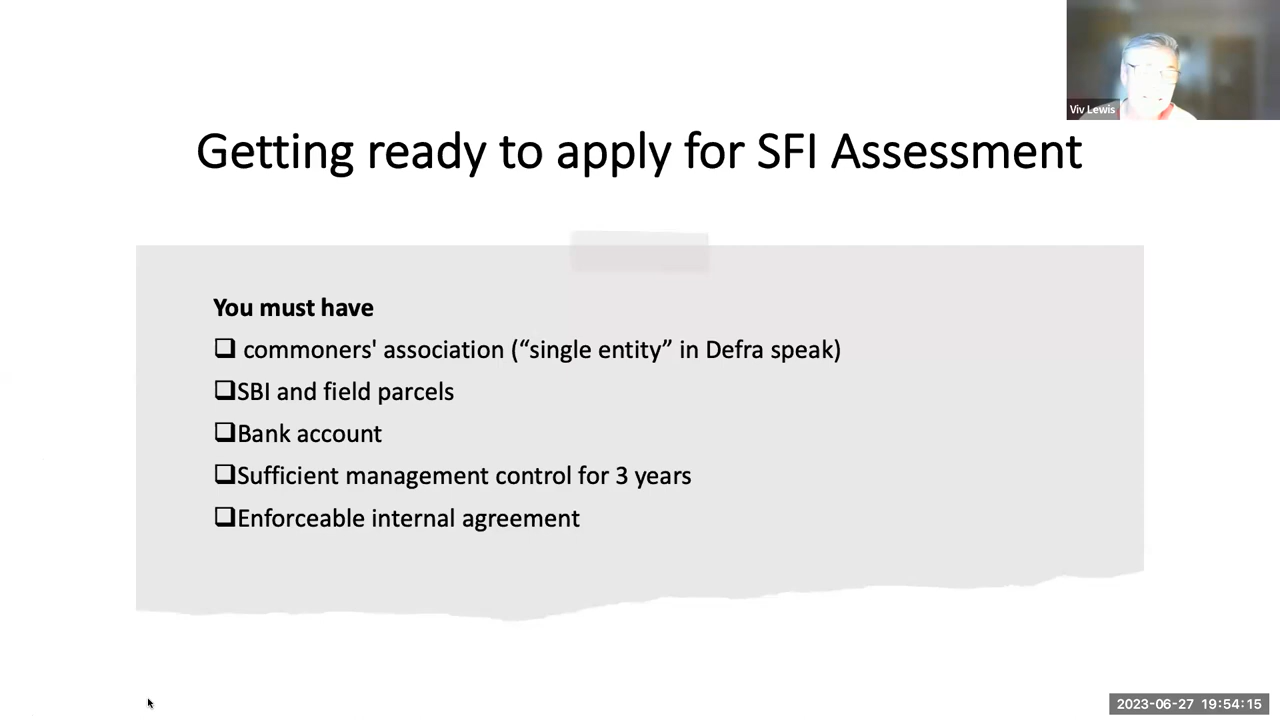 Viv Lewis
Getting ready to apply for SFI Assessment
You must have
❑ commoners' association (“single entity” in Defra speak)
❑SBI and field parcels
❑Bank account
❑Sufficient management control for 3 years
❑Enforceable internal agreement
2023-06-27 19:54:15